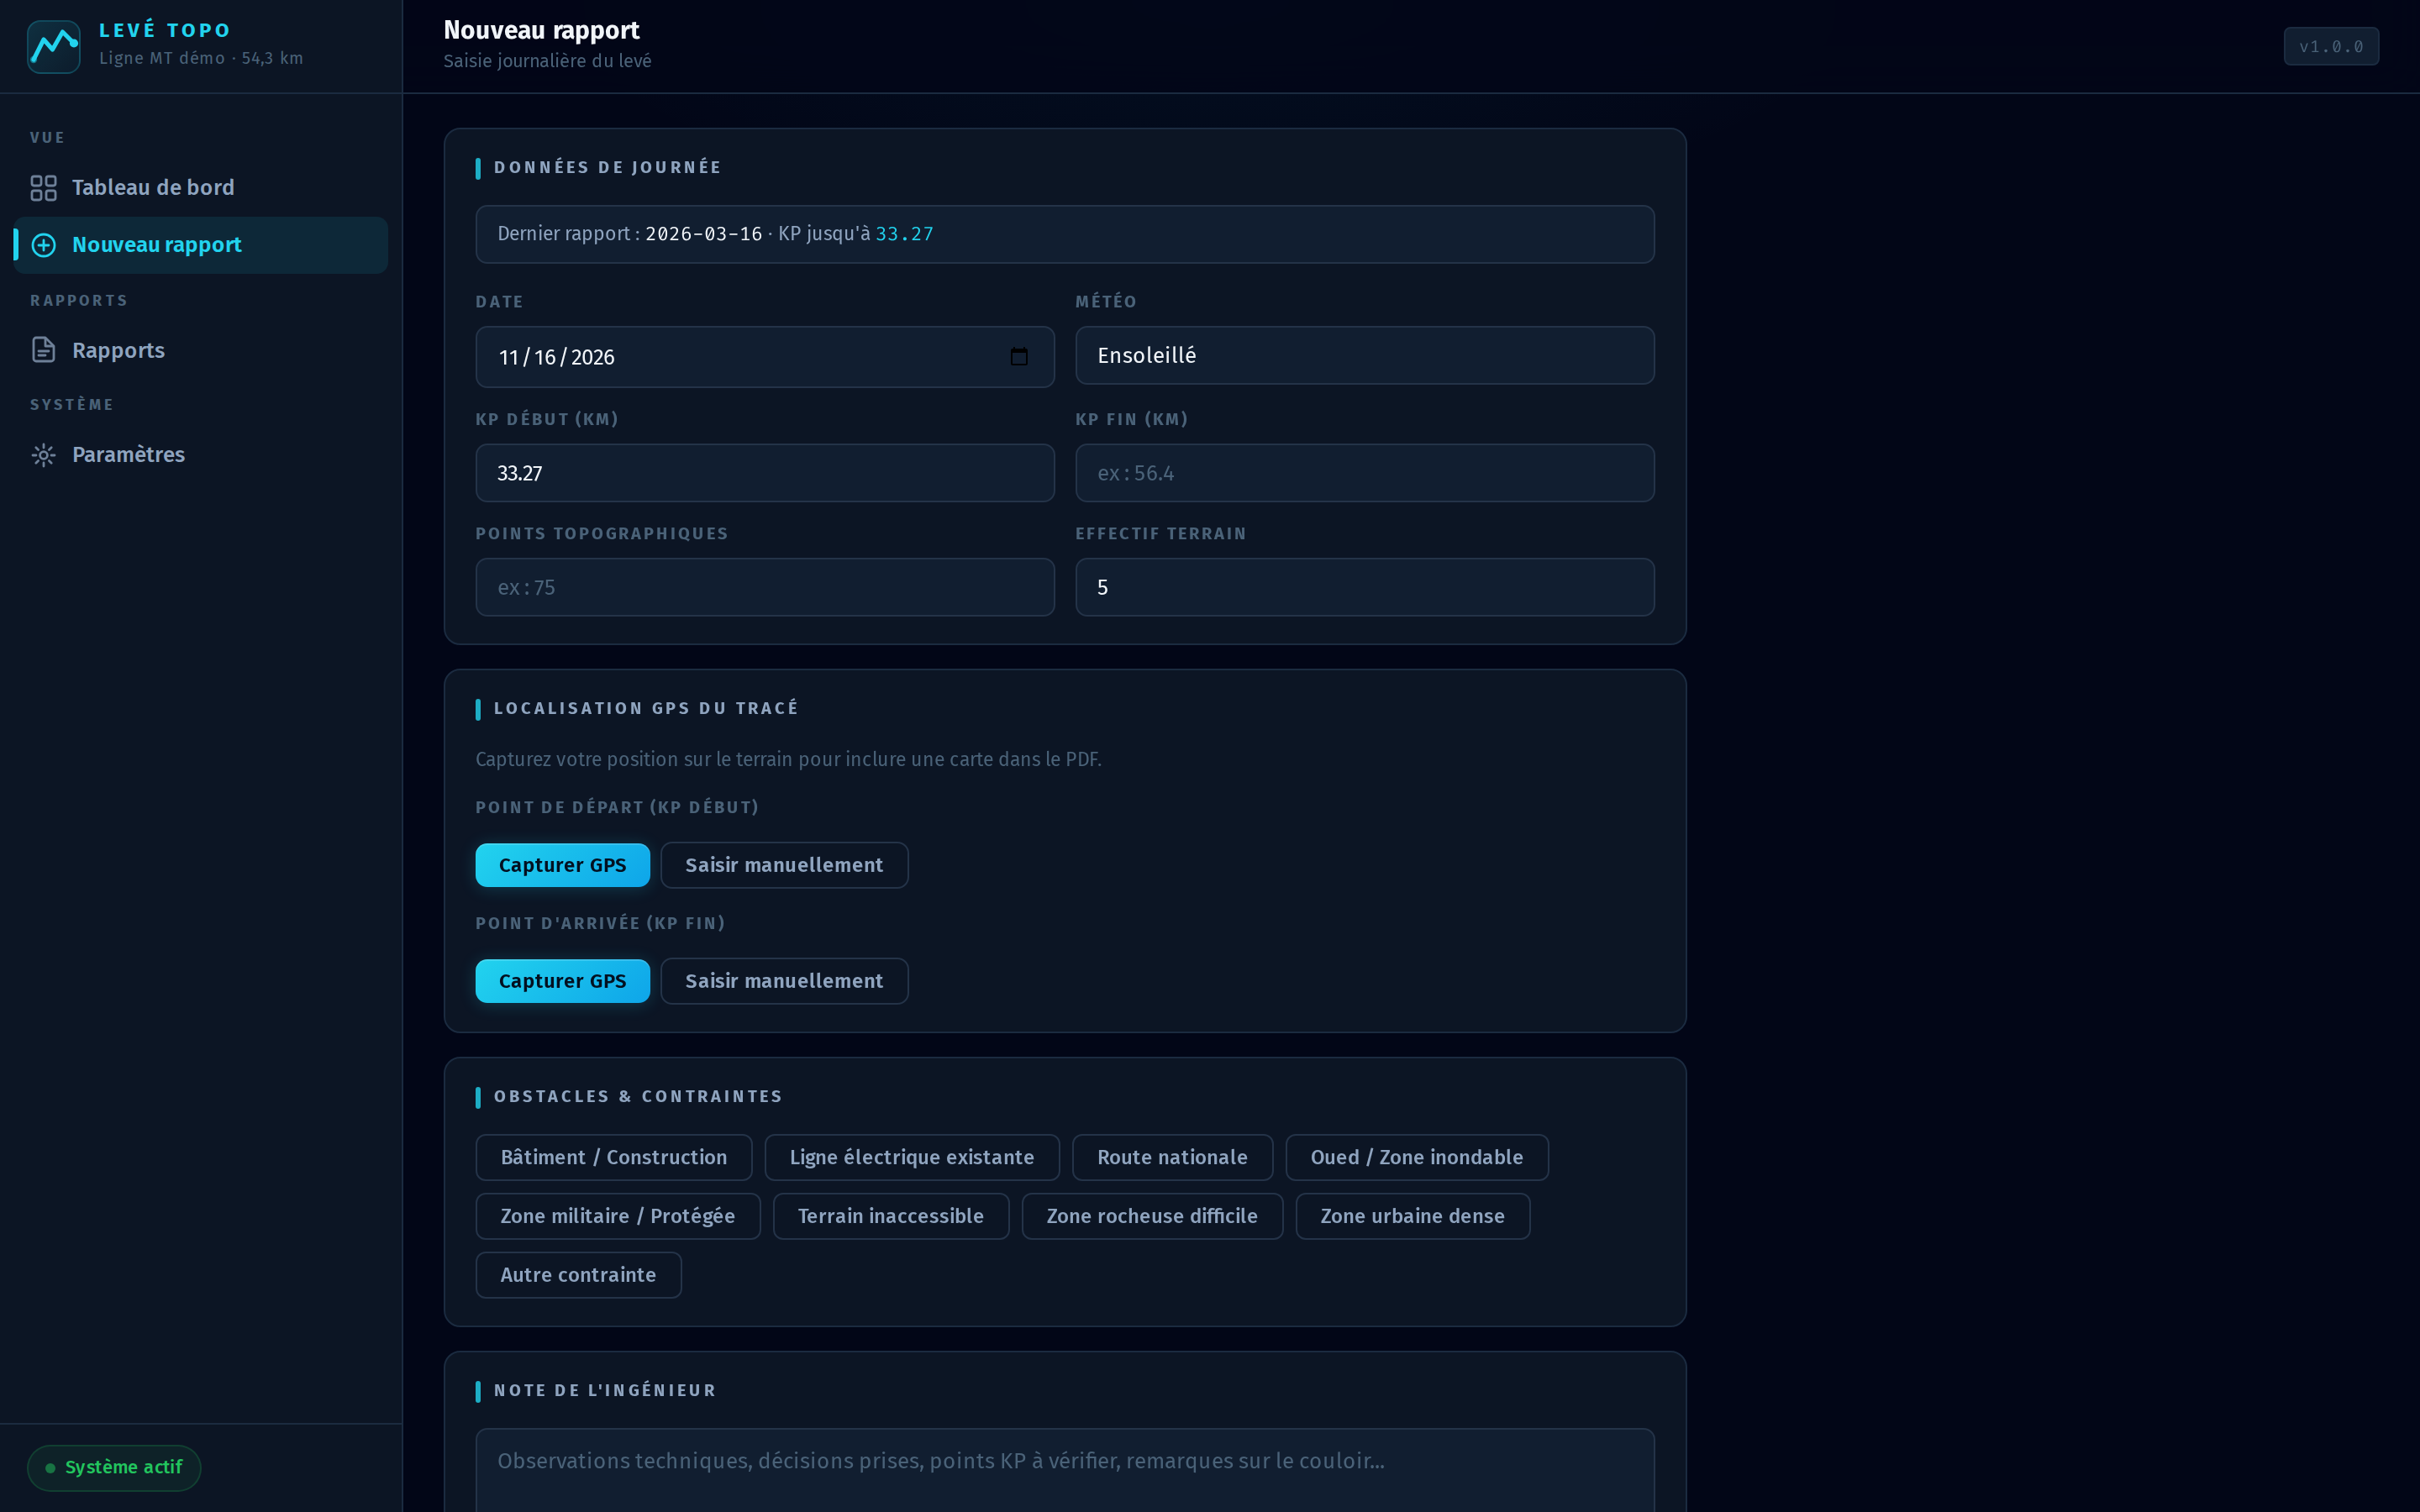 LEVÉ TOPO
Ligne MT démo · 54,3 km
VUE
Tableau de bord
Nouveau rapport
RAPPORTS
Rapports
SYSTÈME
Paramètres
Système actif
Nouveau rapport
Saisie journalière du levé
v1.0.0
DONNÉES DE JOURNÉE
Dernier rapport : 2026-03-16 · KP jusqu'à 33.27
DATE
11/16/2026
MÉTÉO
Ensoleillé
KP DÉBUT (KM)
33.27
KP FIN (KM)
ex : 56.4
POINTS TOPOGRAPHIQUES
ex : 75
EFFECTIF TERRAIN
5
LOCALISATION GPS DU TRACÉ
Capturez votre position sur le terrain pour inclure une carte dans le PDF.
POINT DE DÉPART (KP DÉBUT)
Capturer GPS
Saisir manuellement
POINT D'ARRIVÉE (KP FIN)
Capturer GPS
Saisir manuellement
OBSTACLES & CONTRAINTES
Bâtiment / Construction
Ligne électrique existante
Route nationale
Oued / Zone inondable
Zone militaire / Protégée
Terrain inaccessible
Zone rocheuse difficile
Zone urbaine dense
Autre contrainte
NOTE DE L'INGÉNIEUR
Observations techniques, décisions prises, points KP à vérifier, remarques sur le couloir...